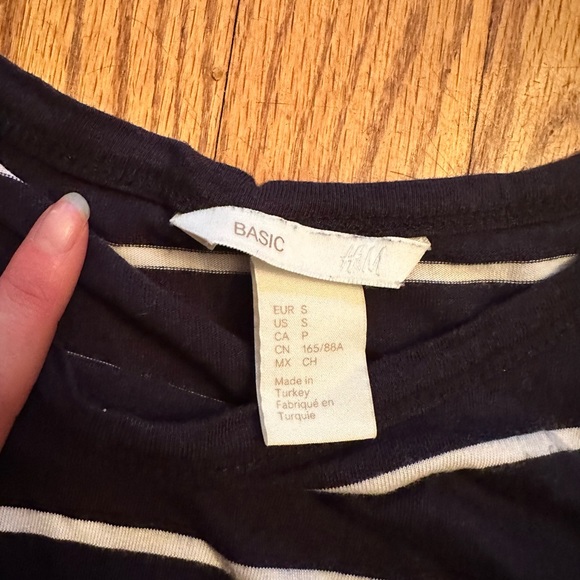 BASIC H&M
EUR S
US S
CA P
CN 165/88A
MX CH
Made in
Turkey
Fabriqué en
Turquie